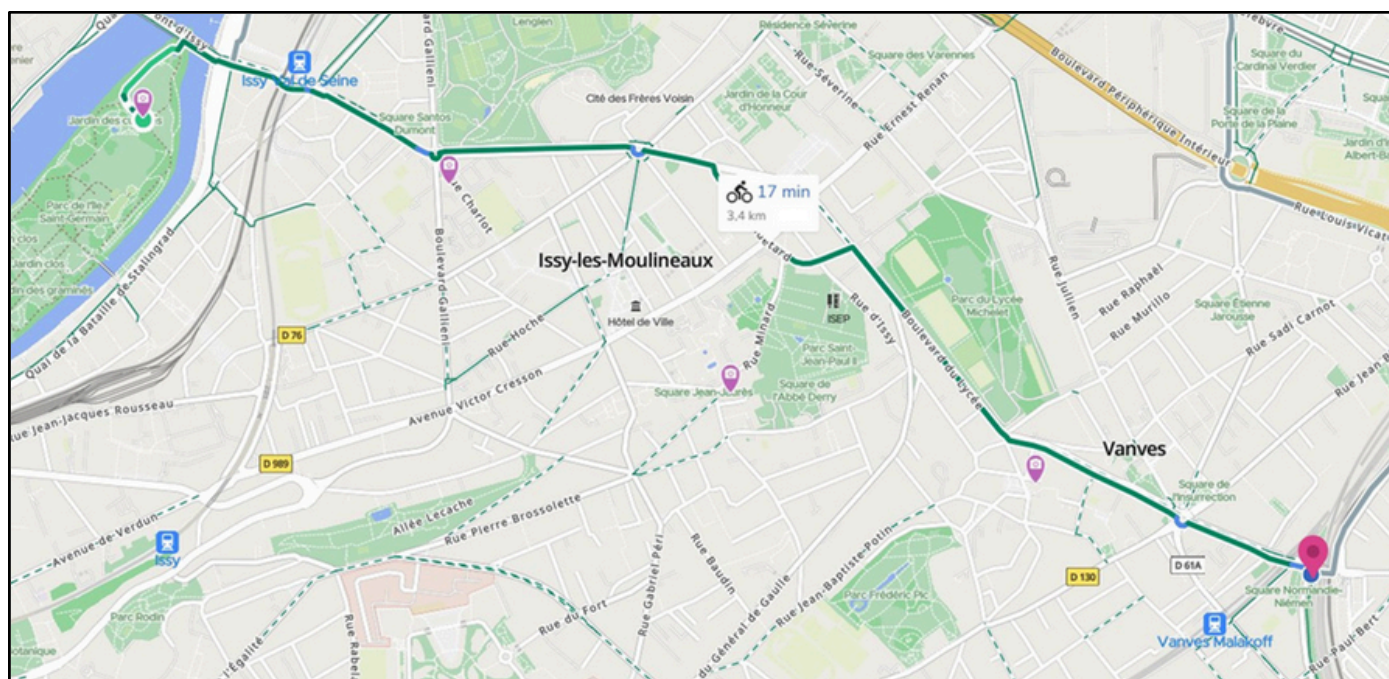 Pont d'Issy
Lenglen
Résidence Séverine
Square des Varennes
Square du
Cardinal Verdier
Boulevard Périphérique Intérieur
Issy Val de Seine
Boulevard Gallieni
Rue-Séverine
Cité des Frères Voisin
Jardin de la Cour
d'Honneur
Rue Ernest Renan
Square de la
Porte de la Plaine
Jardin des
Square Santos
Dumont
Rue Charlot
17 min
3,4 km
Rue Louis Vicat
Parc de l'Île
Saint-Germain
Issy-les-Moulineaux
Parc du Lycée
Michelet
Rue Jullien
Rue Raphaël
Rue Murillo
Square Étienne
Jarousse
Rue Sadi Carnot
Quai de la Bataille de Stalingrad
D 76
Boulevard-Gallieni
Rue-Hoche
Hôtel de Ville
Rue Minard
ISEP
Rue d'Issy
Boulevard du Lycée
Parc Saint-
Jean-Paul II
Square Jean-Jaurès
Square de
l'Abbé Derry
Rue Jean-Jacques Rousseau
Avenue Victor Cresson
D 989
Vanves
Square de
l'Insurrection
Allée Lecache
Rue Pierre Brossolette
Avenue-de-Verdun
Issy
Rue Gabriel Péri
Rue Baudin
Rue Jean-Baptiste-Potin
du Général de Gaulle
Parc Frédéric Pic
D 130
D 61A
Square Normandie-
Niémen
Vanves Malakoff
Rue Paul-Bert
Parc Rodin
Rue du Fort
l'Égalité